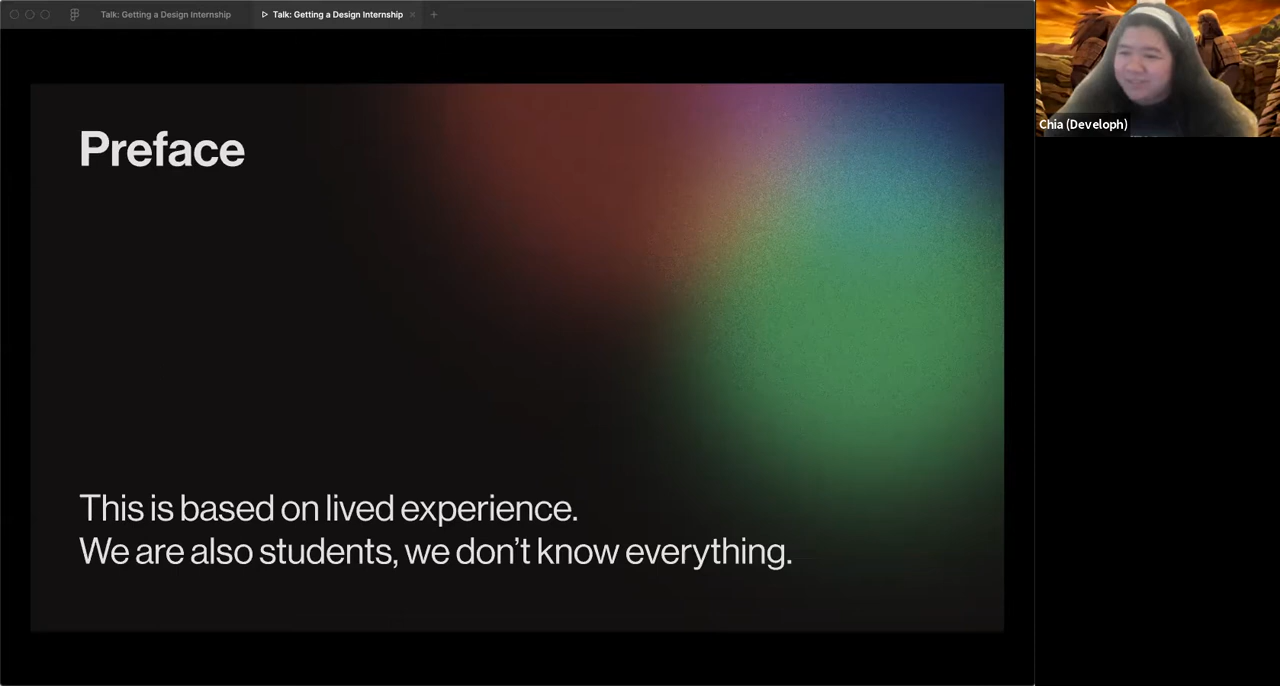 Talk: Getting a Design Internship
Talk: Getting a Design Internship
Preface
This is based on lived experience.
We are also students, we don’t know everything.
Chia (Developh)